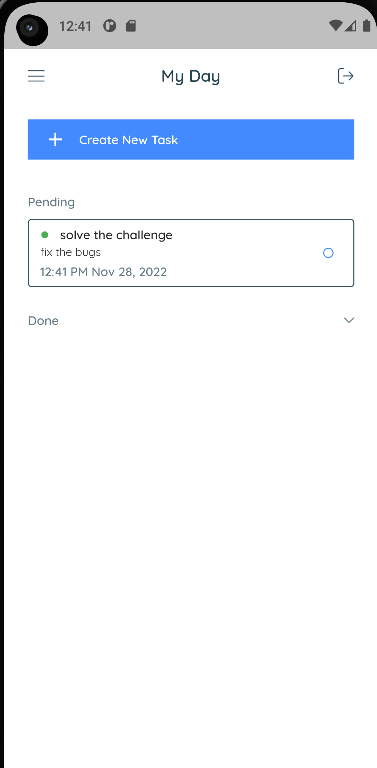 12:41
My Day
Create New Task
Pending
solve the challenge
fix the bugs
12:41 PM Nov 28, 2022
Done